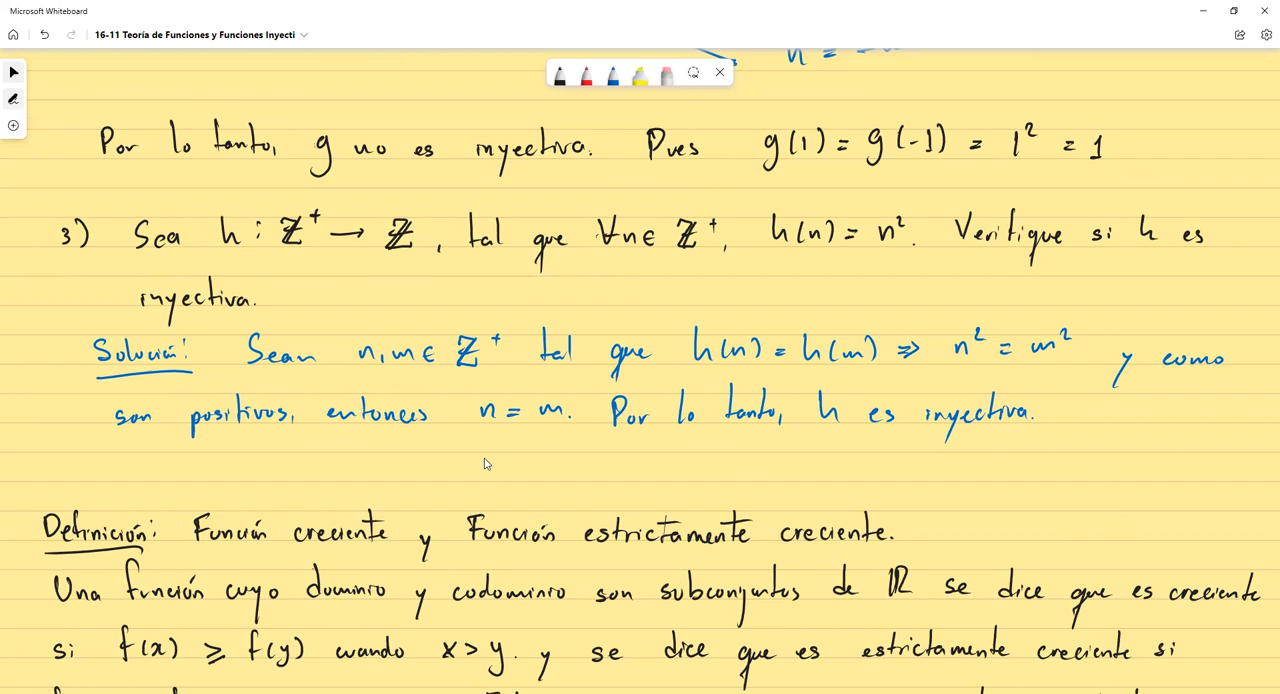 Microsoft Whiteboard
16-11 Teoría de Funciones y Funciones Inyecti
n =
Por lo tanto, g no es inyectiva. Pues g(1) = g(-1) = 1² = 1
3) Sea h : ℤ⁺ → ℤ, tal que ∀n∈ ℤ⁺, h(n) = n². Verifique si h es
inyectiva.
Solución: Sean n,m ∈ ℤ⁺ tal que h(n) = h(m) ⇒ n² = m² y como
son positivos, entonces n = m. Por lo tanto, h es inyectiva.
Definición: Función creciente y Función estrictamente creciente.
Una función cuyo dominio y codominio son subconjuntos de ℝ se dice que es creciente
si f(x) ≥ f(y) cuando x > y. y se dice que es estrictamente creciente si